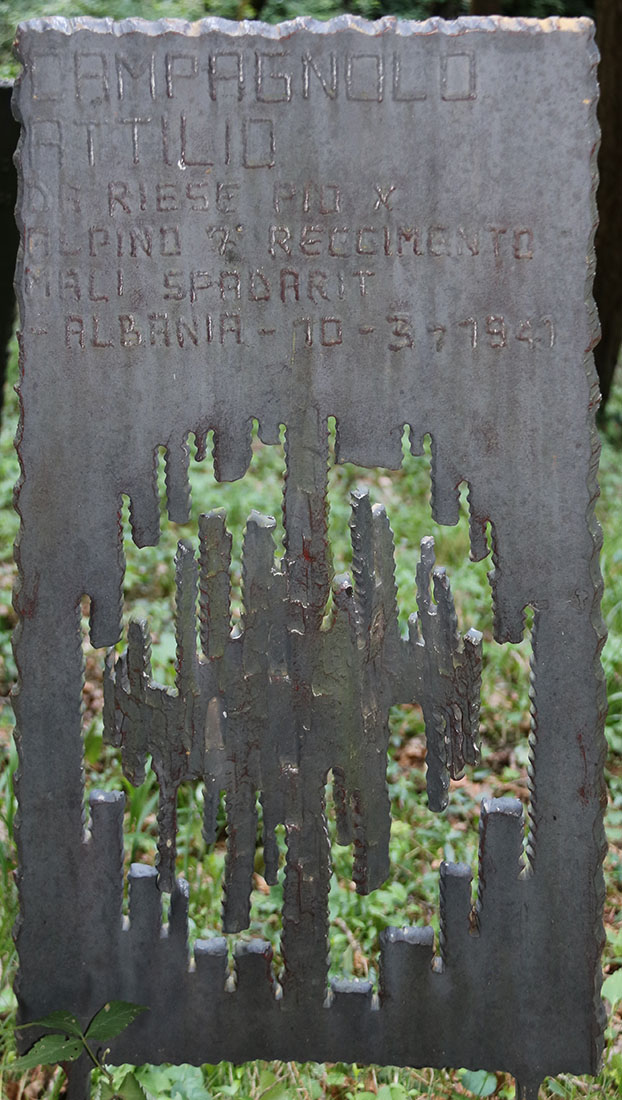 CAMPAGNOLO
ATTILIO
DA RIESE PIO X
ALPINO 7° REGGIMENTO
MALI SPADARIT
- ALBANIA - 10 - 3 - 1941